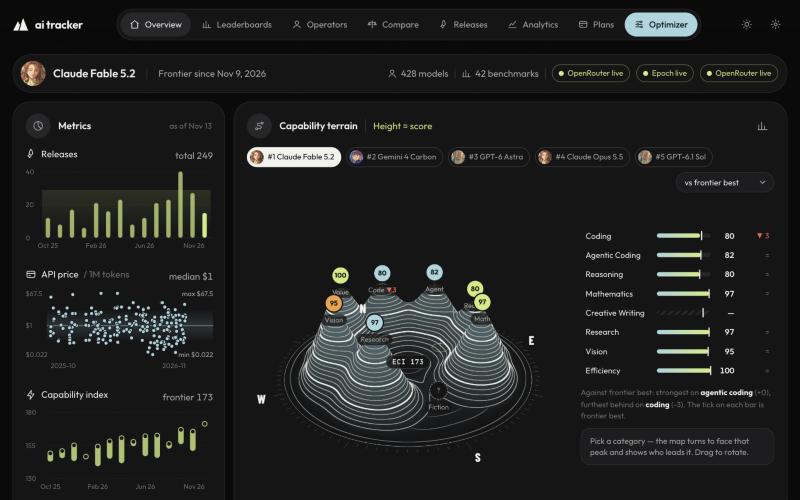 ai tracker
Overview
Leaderboards
Operators
Compare
Releases
Analytics
Plans
Optimizer
Claude Fable 5.2
Frontier since Nov 9, 2026
428 models
42 benchmarks
OpenRouter live
Epoch live
OpenRouter live
Metrics
as of Nov 13
Releases
total 249
40
20
0
Oct 25
Feb 26
Jun 26
Nov 26
API price / 1M tokens
median $1
$67.5
max $67.5
$1
$0.022
min $0.022
2025-10
2026-11
Capability index
frontier 173
180
155
130
Oct 25
Feb 26
Jun 26
Nov 26
Capability terrain
Height = score
#1 Claude Fable 5.2
#2 Gemini 4 Carbon
#3 GPT-6 Astra
#4 Claude Opus 5.5
#5 GPT-6.1 Sol
vs frontier best
100
Value
80
Code ▼3
82
Agent
80
97
Math
95
Vision
N
97
Research
ECI 173
?
Fiction
E
W
S
Coding 80 ▼ 3
Agentic Coding 82 =
Reasoning 80 =
Mathematics 97 =
Creative Writing —
Research 97 =
Vision 95 =
Efficiency 100 =
Against frontier best: strongest on agentic coding (+0),
furthest behind on coding (−3). The tick on each bar is
frontier best.
Pick a category — the map turns to face that
peak and shows who leads it. Drag to rotate.